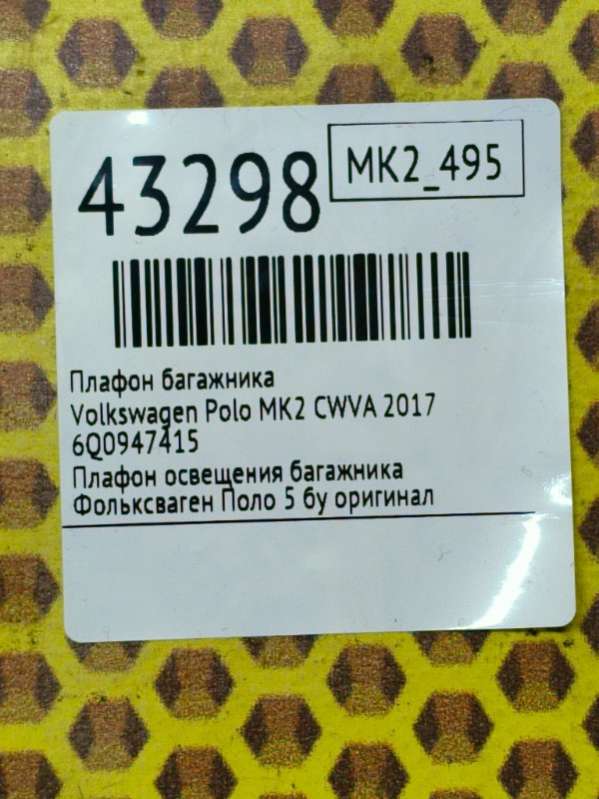 43298
MK2_495
Плафон багажника
Volkswagen Polo MK2 CWVA 2017
6Q0947415
Плафон освещения багажника
Фольксваген Поло 5 бу оригинал